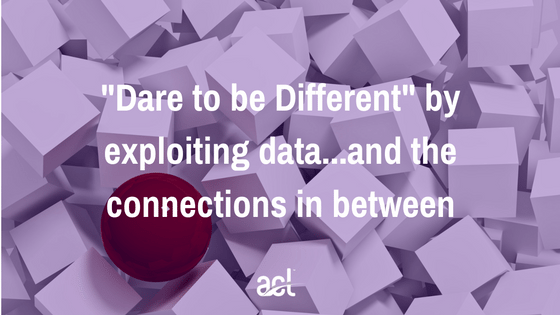 "Dare to be Different" by
exploiting data...and the
connections in between
acl